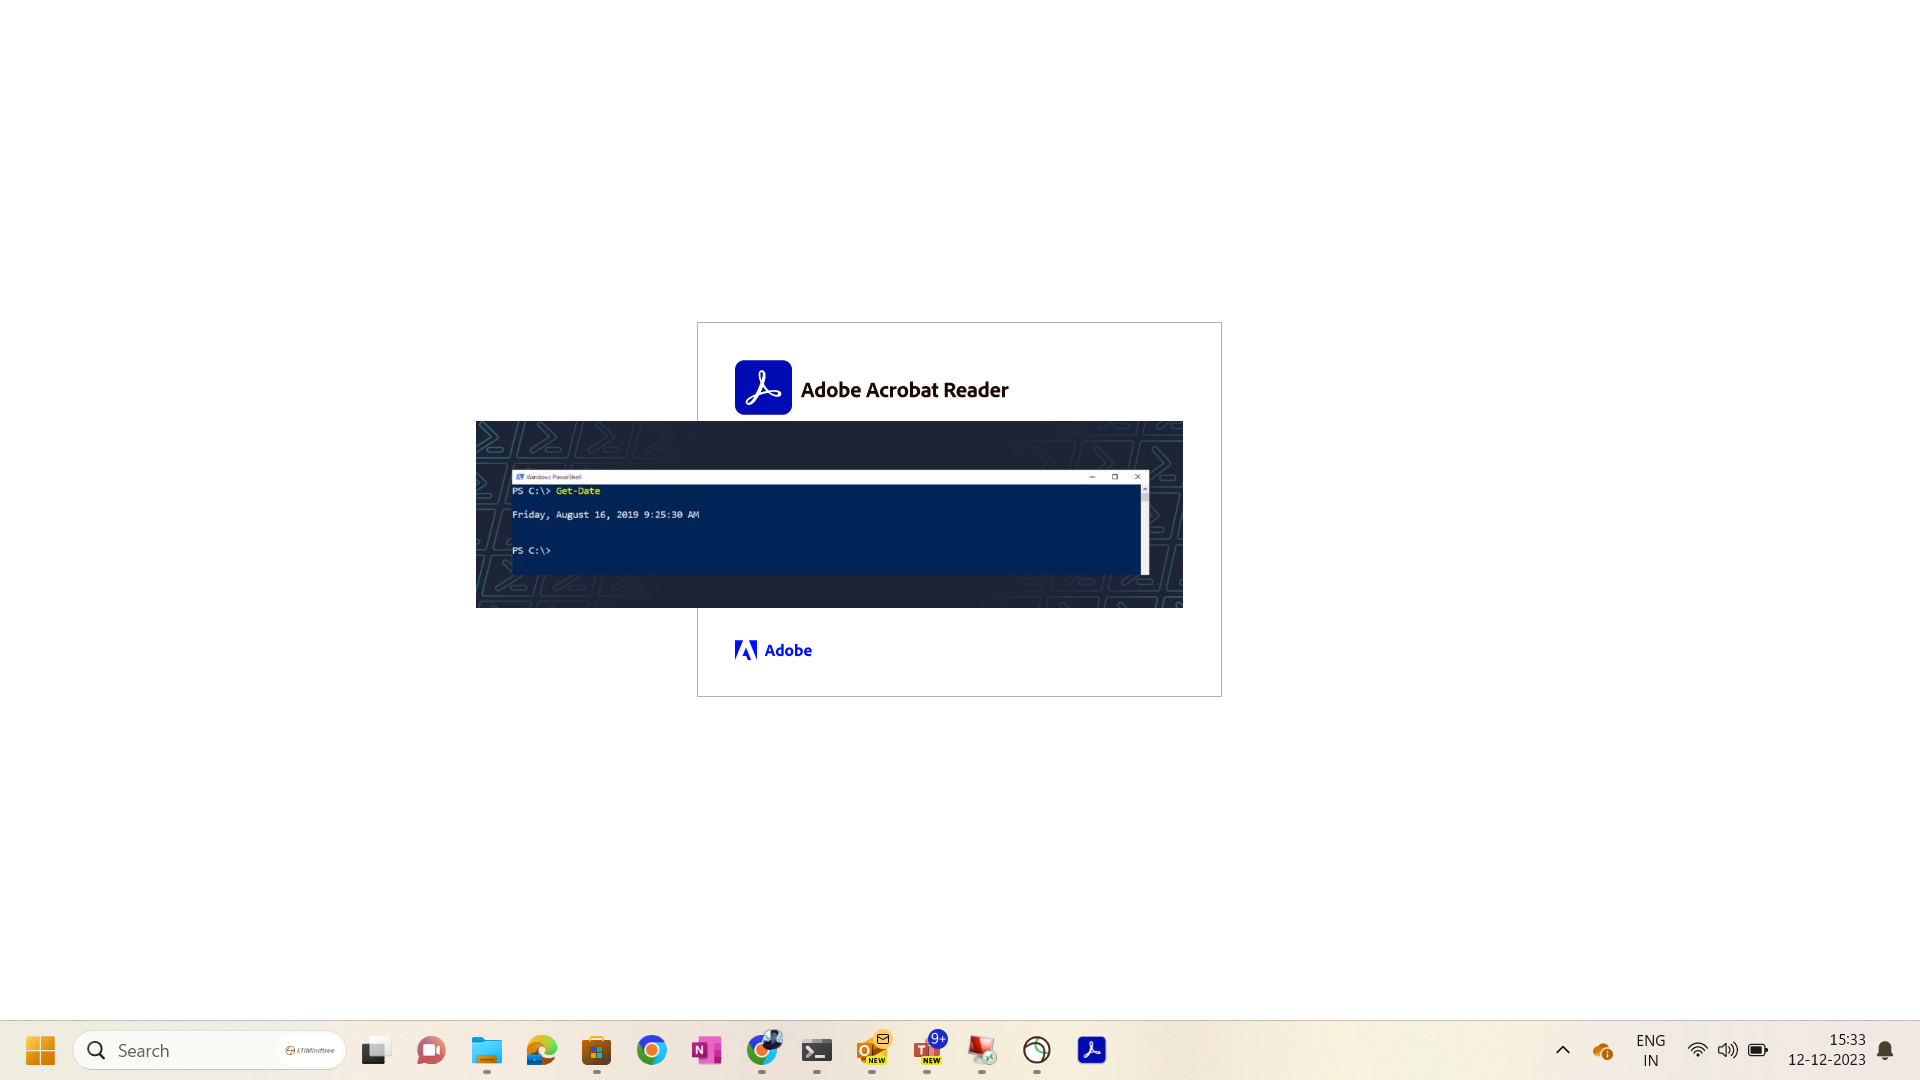 Adobe Acrobat Reader
Windows PowerShell
PS C:\> Get-Date
Friday, August 16, 2019 9:25:30 AM
PS C:\>
Adobe
Search
LTIMindtree
N
NEW
T
9+
NEW
ENG
IN
15:33
12-12-2023